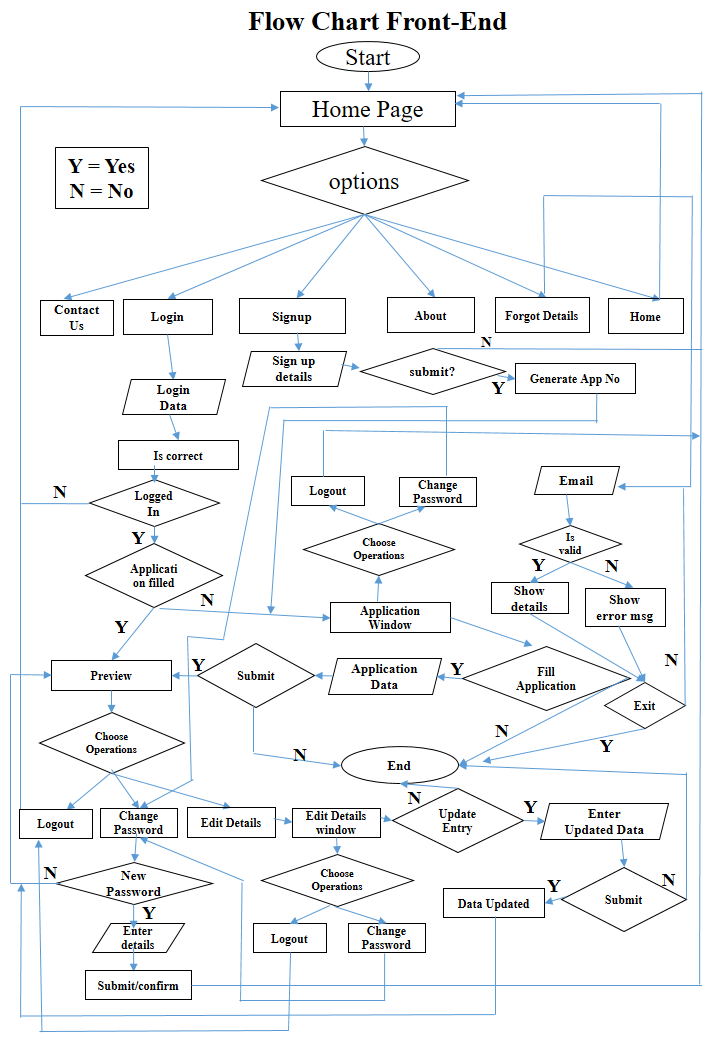 Flow Chart Front-End
Start
Home Page
Y = Yes
N = No
options
Contact
Us
Login
Signup
About
Forgot Details
Home
N
Sign up
details
submit?
Y
Generate App No
Login
Data
Is correct
N
Logged
In
Logout
Change
Password
Email
Y
Choose
Operations
Is
valid
Y
N
Applicati
on filled
N
Application
Window
Show
details
Show
error msg
Y
Preview
Y
Submit
Application
Data
Y
Fill
Application
N
Exit
Choose
Operations
N
End
N
Y
Logout
Change
Password
Edit Details
Edit Details
window
N
Update
Entry
Y
Enter
Updated Data
N
New
Password
Choose
Operations
Y
N
Submit
Y
Data Updated
Enter
details
Logout
Change
Password
Submit/confirm